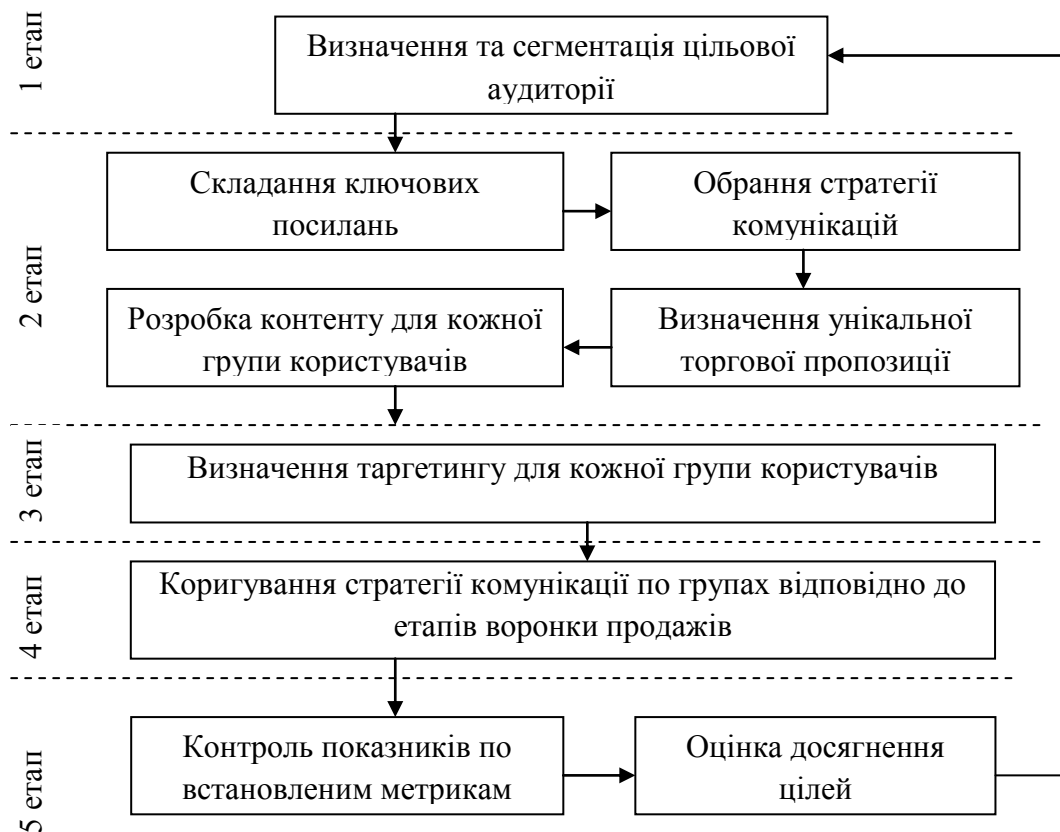 1 етап
Визначення та сегментація цільової
аудиторії
2 етап
Складання ключових
посилань
Обрання стратегії
комунікацій
Розробка контенту для кожної
групи користувачів
Визначення унікальної
торгової пропозиції
3 етап
Визначення таргетингу для кожної групи користувачів
4 етап
Коригування стратегії комунікації по групах відповідно до
етапів воронки продажів
5 етап
Контроль показників по
встановленим метрикам
Оцінка досягнення
цілей